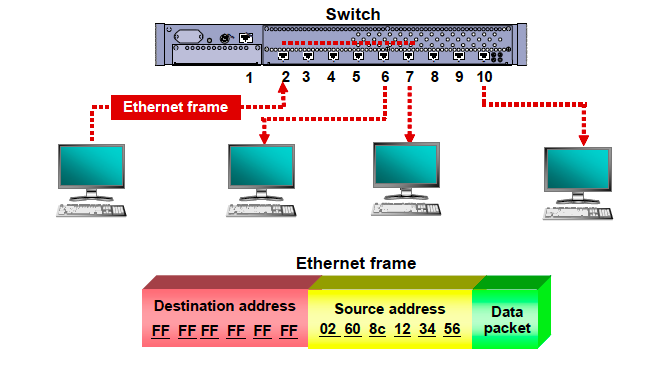 Switch
1 2 3 4 5 6 7 8 9 10
Ethernet frame
Ethernet frame
Destination address Source address Data packet
FF FF FF FF FF FF 02 60 8c 12 34 56